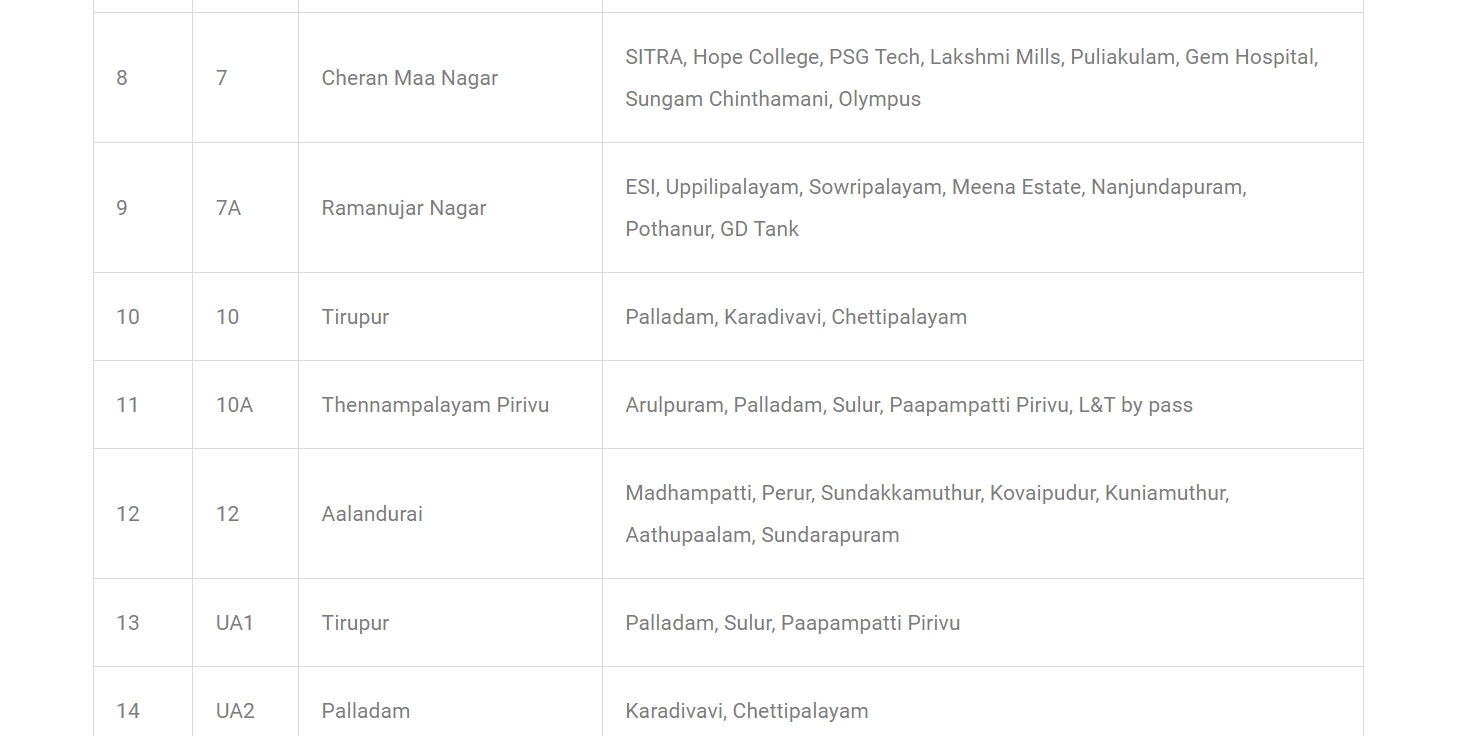 8 7 Cheran Maa Nagar SITRA, Hope College, PSG Tech, Lakshmi Mills, Puliakulam, Gem Hospital,
Sungam Chinthamani, Olympus
9 7A Ramanujar Nagar ESI, Uppilipalayam, Sowripalayam, Meena Estate, Nanjundapuram,
Pothanur, GD Tank
10 10 Tirupur Palladam, Karadivavi, Chettipalayam
11 10A Thennampalayam Pirivu Arulpuram, Palladam, Sulur, Paapampatti Pirivu, L&T by pass
12 12 Aalandurai Madhampatti, Perur, Sundakkamuthur, Kovaipudur, Kuniamuthur,
Aathupaalam, Sundarapuram
13 UA1 Tirupur Palladam, Sulur, Paapampatti Pirivu
14 UA2 Palladam Karadivavi, Chettipalayam